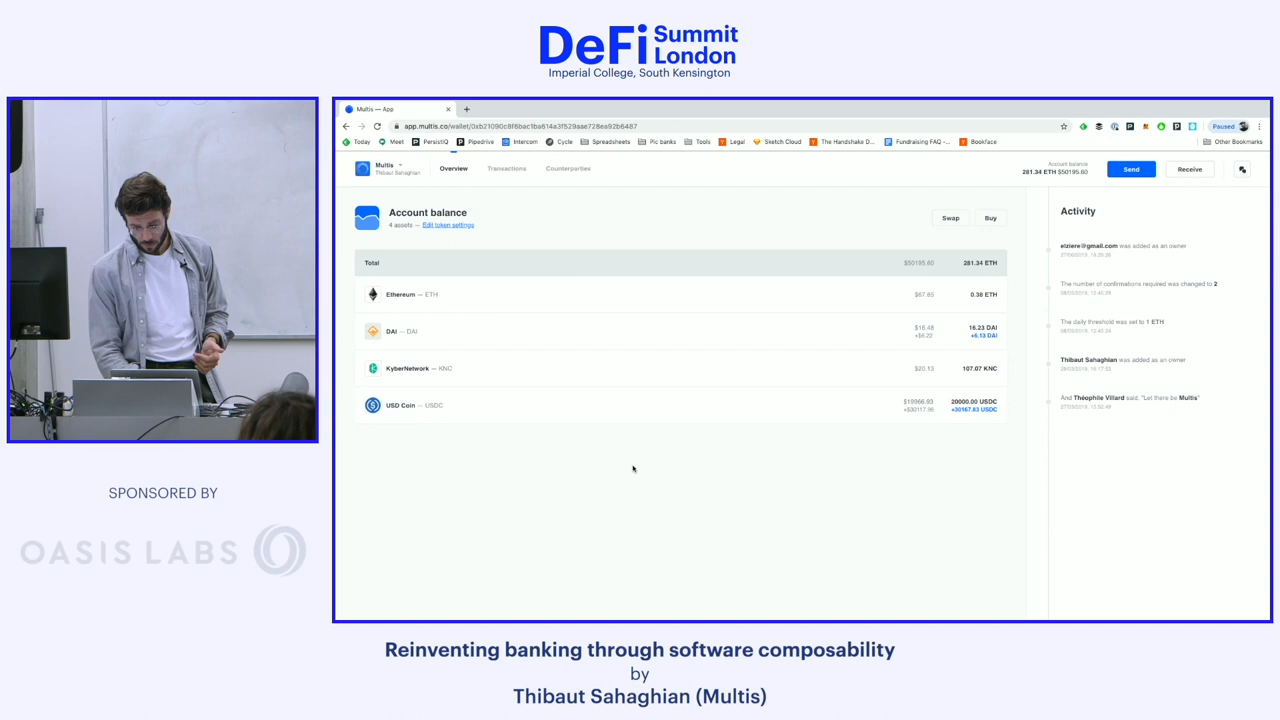 DeFi Summit
London
Imperial College, South Kensington
Multis — App
app.multis.co/wallet/0xb21090c8f6bac1ba614a3f529aae728ea92b6487
Paused
Today Meet PersistIQ Pipedrive Intercom Cycle Spreadsheets Pic banks Tools Legal Sketch Cloud The Handshake D... Fundraising FAQ -... Bookface Other Bookmarks
Multis
Thibaut Sahaghian
Overview Transactions Counterparties
Account balance
281.34 ETH $50195.60
Send Receive
Account balance
4 assets — Edit token settings
Swap Buy
Total $50195.60 281.34 ETH
Ethereum — ETH $67.85 0.38 ETH
DAI — DAI $16.48 16.23 DAI
+$6.22 +6.13 DAI
KyberNetwork — KNC $20.13 107.07 KNC
USD Coin — USDC $19966.93 20000.00 USDC
+$30117.96 +30167.83 USDC
Activity
elziere@gmail.com was added as an owner
The number of confirmations required was changed to 2
The daily threshold was set to 1 ETH
Thibaut Sahaghian was added as an owner
And Théophile Villard said, "Let there be Multis"
SPONSORED BY
OASIS LABS
Reinventing banking through software composability
by
Thibaut Sahaghian (Multis)